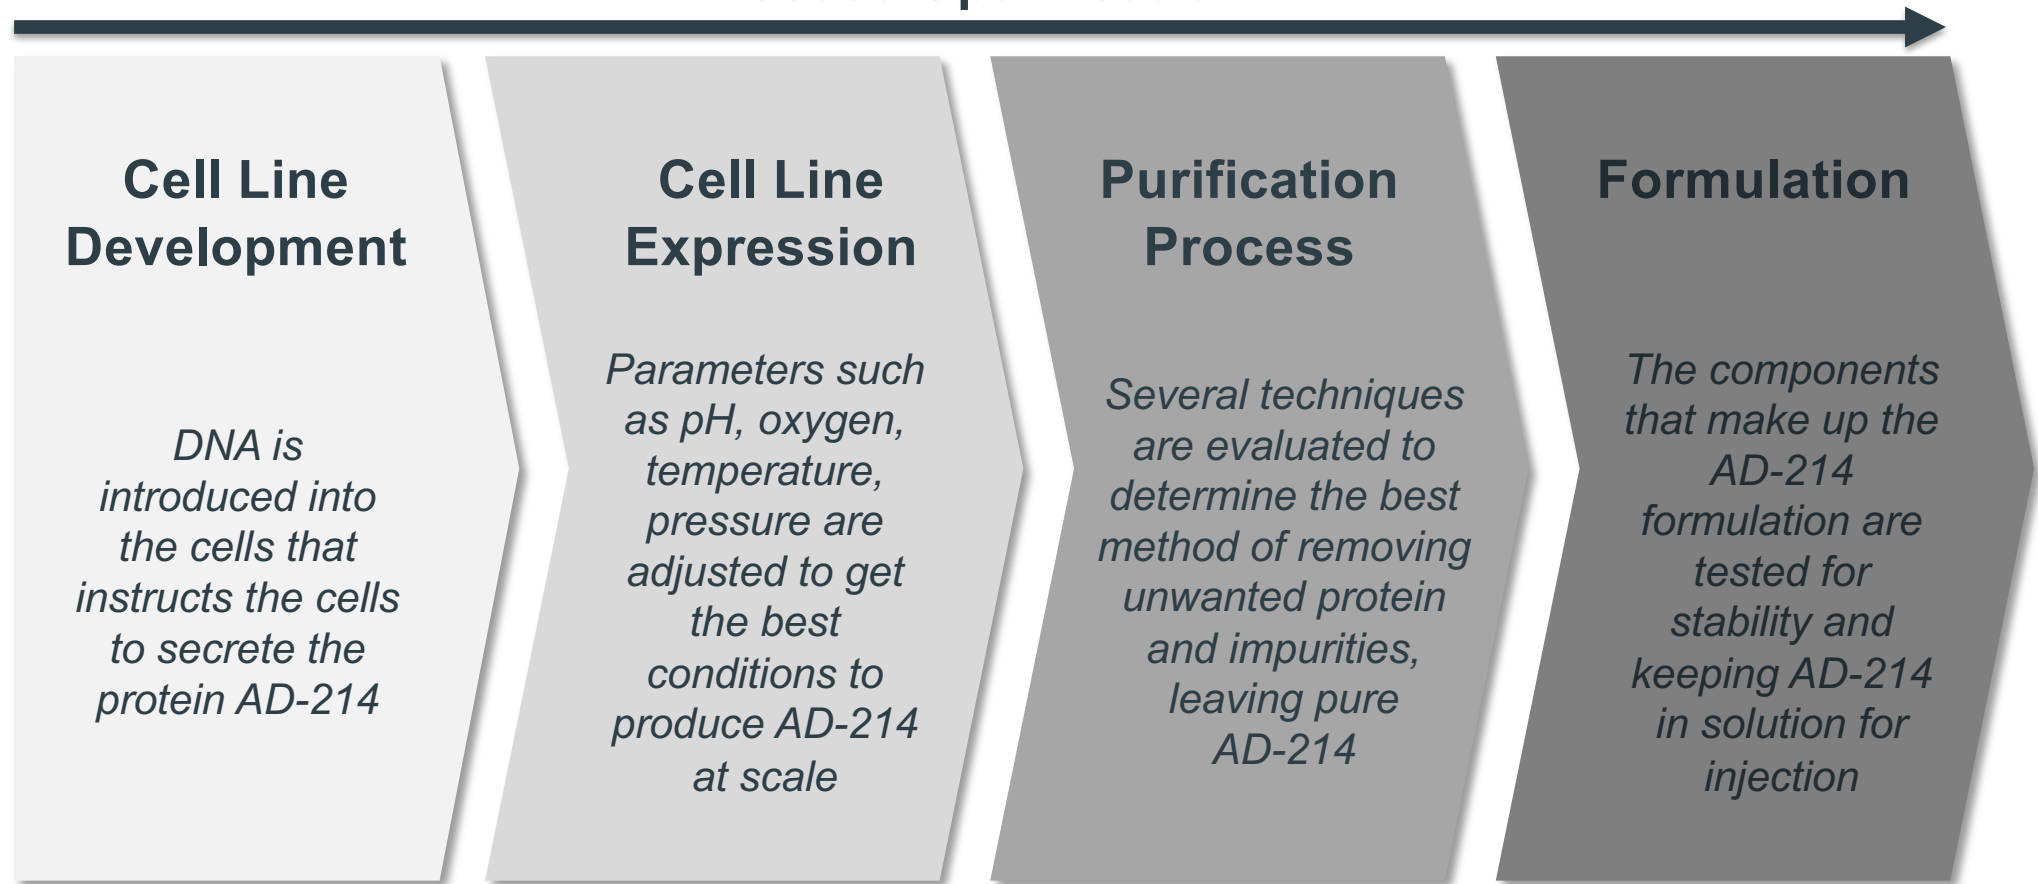 Cell Line
Development
DNA is
introduced into
the cells that
instructs the cells
to secrete the
protein AD-214
Cell Line
Expression
Parameters such
as pH, oxygen,
temperature,
pressure are
adjusted to get
the best
conditions to
produce AD-214
at scale
Purification
Process
Several techniques
are evaluated to
determine the best
method of removing
unwanted protein
and impurities,
leaving pure
AD-214
Formulation
The components
that make up the
AD-214
formulation are
tested for
stability and
keeping AD-214
in solution for
injection